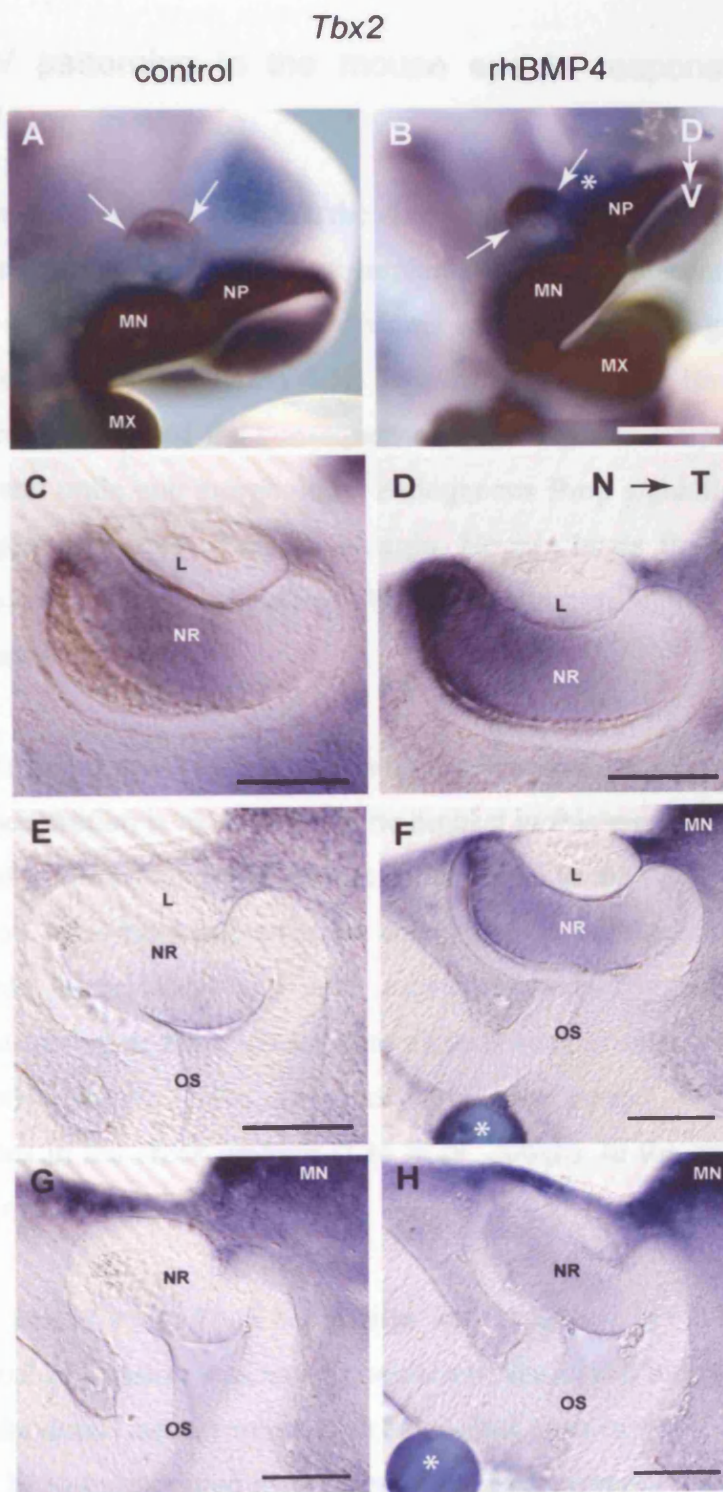 Tbx2
control rhBMP4
A
NP
MN
MX
B
*
D
V
NP
MN
MX
C
L
NR
D
N T
L
NR
E
L
NR
OS
F
MN
L
NR
OS
*
G
MN
NR
OS
H
MN
NR
OS
*